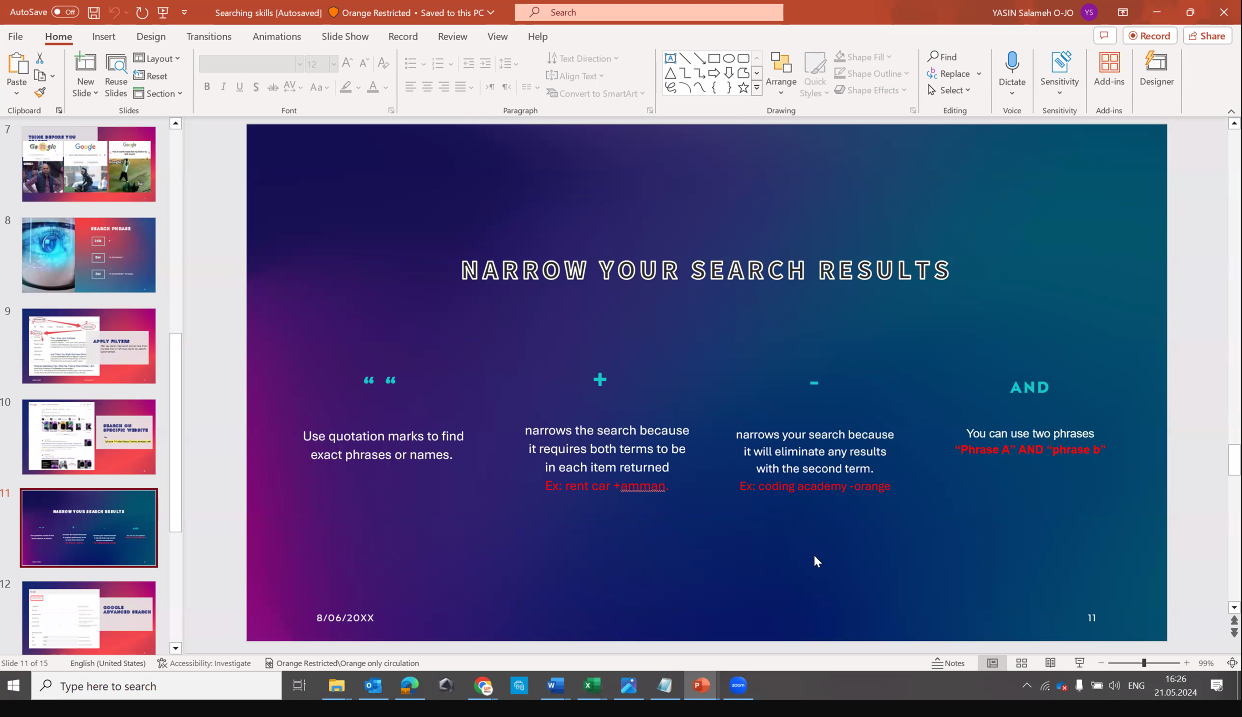 AutoSave
Off
Searching skills [Autosaved]
Orange Restricted • Saved to this PC
Search
YASIN Salameh O-JO
YS
File
Home
Insert
Design
Transitions
Animations
Slide Show
Record
Review
View
Help
Record
Share
Paste
New
Slide
Reuse
Slides
Layout
Reset
Section
12
Text Direction
Align Text
Convert to SmartArt
Arrange
Quick
Styles
Shape Fill
Shape Outline
Shape Effects
Find
Replace
Select
Dictate
Sensitivity
Add-ins
Designer
Clipboard
Slides
Font
Paragraph
Drawing
Editing
Voice
Sensitivity
Add-ins
7
THINK BEFORE YOU
Google
Google
Google
8
SEARCH PHRASE
9
APPLY FILTERS
10
SEARCH ON
SPECIFIC WEBSITE
11
NARROW YOUR SEARCH RESULTS
12
GOOGLE
ADVANCED SEARCH
NARROW YOUR SEARCH RESULTS
“ “
Use quotation marks to find
exact phrases or names.
+
narrows the search because
it requires both terms to be
in each item returned
Ex: rent car +amman.
-
narrows your search because
it will eliminate any results
with the second term.
Ex: coding academy -orange
AND
You can use two phrases
“Phrase A” AND “phrase b”
8/06/20XX
11
Slide 11 of 15
English (United States)
Accessibility: Investigate
Orange Restricted\Orange only circulation
Notes
99%
Type here to search
zoom
ENG
16:26
21.05.2024